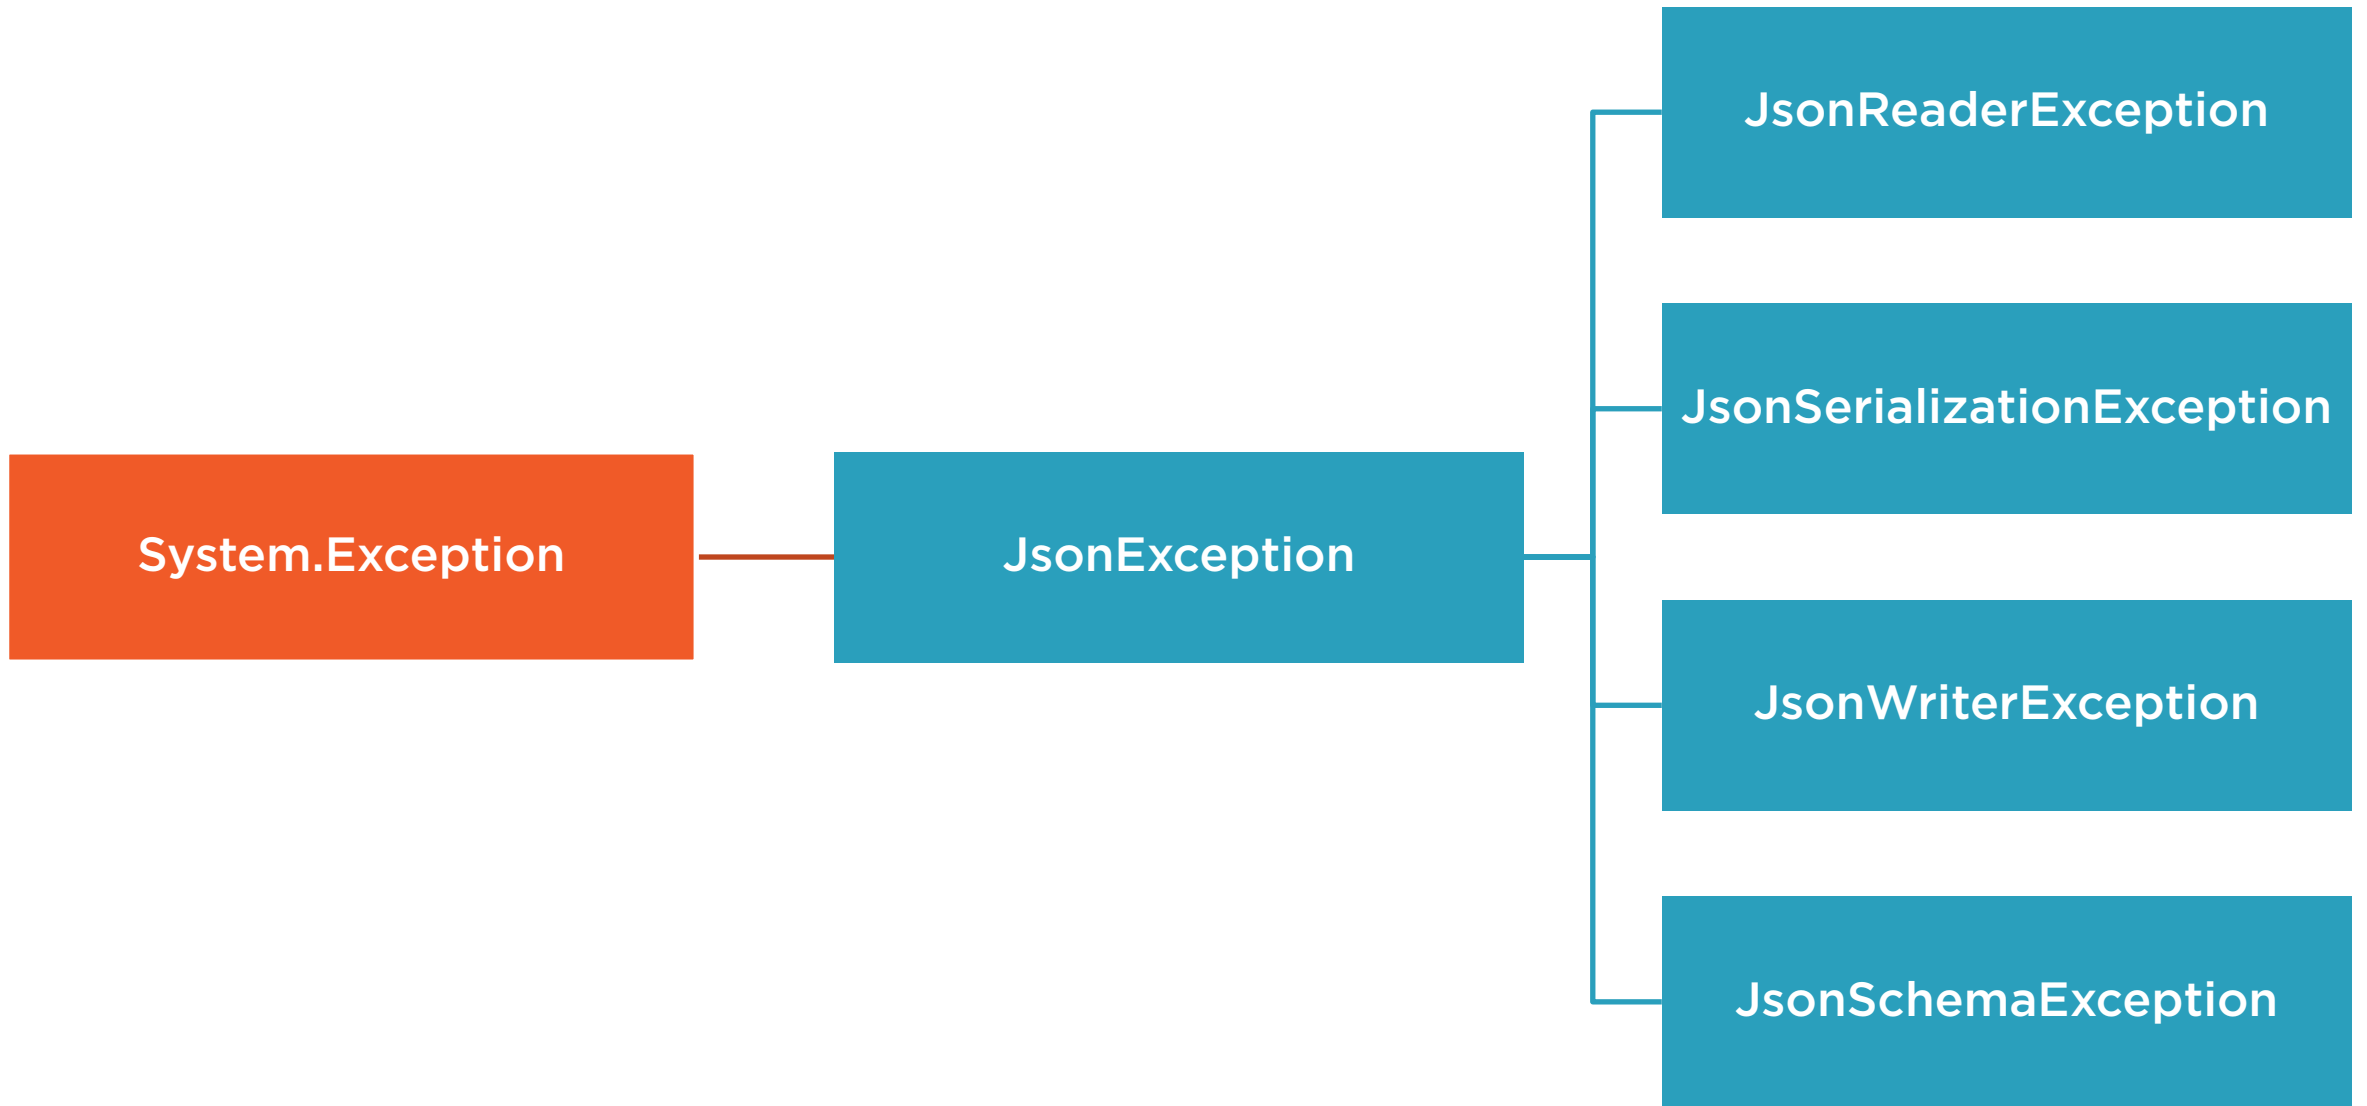 System.Exception
JsonException
JsonReaderException
JsonSerializationException
JsonWriterException
JsonSchemaException